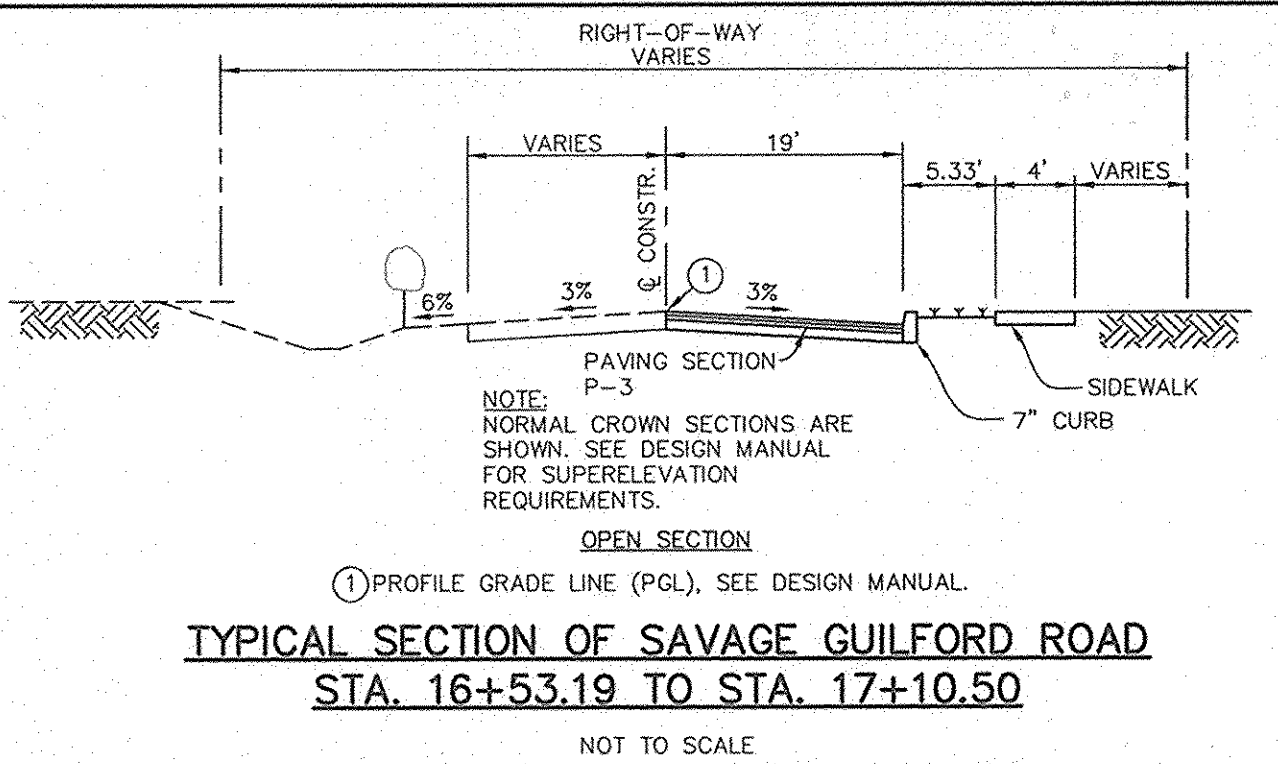 RIGHT-OF-WAY
VARIES
VARIES
19'
5.33'
4'
VARIES
℄ CONSTR.
1
6%
3%
3%
PAVING SECTION
P-3
SIDEWALK
7" CURB
NOTE:
NORMAL CROWN SECTIONS ARE
SHOWN. SEE DESIGN MANUAL
FOR SUPERELEVATION
REQUIREMENTS.
OPEN SECTION
1 PROFILE GRADE LINE (PGL), SEE DESIGN MANUAL.
TYPICAL SECTION OF SAVAGE GUILFORD ROAD
STA. 16+53.19 TO STA. 17+10.50
NOT TO SCALE